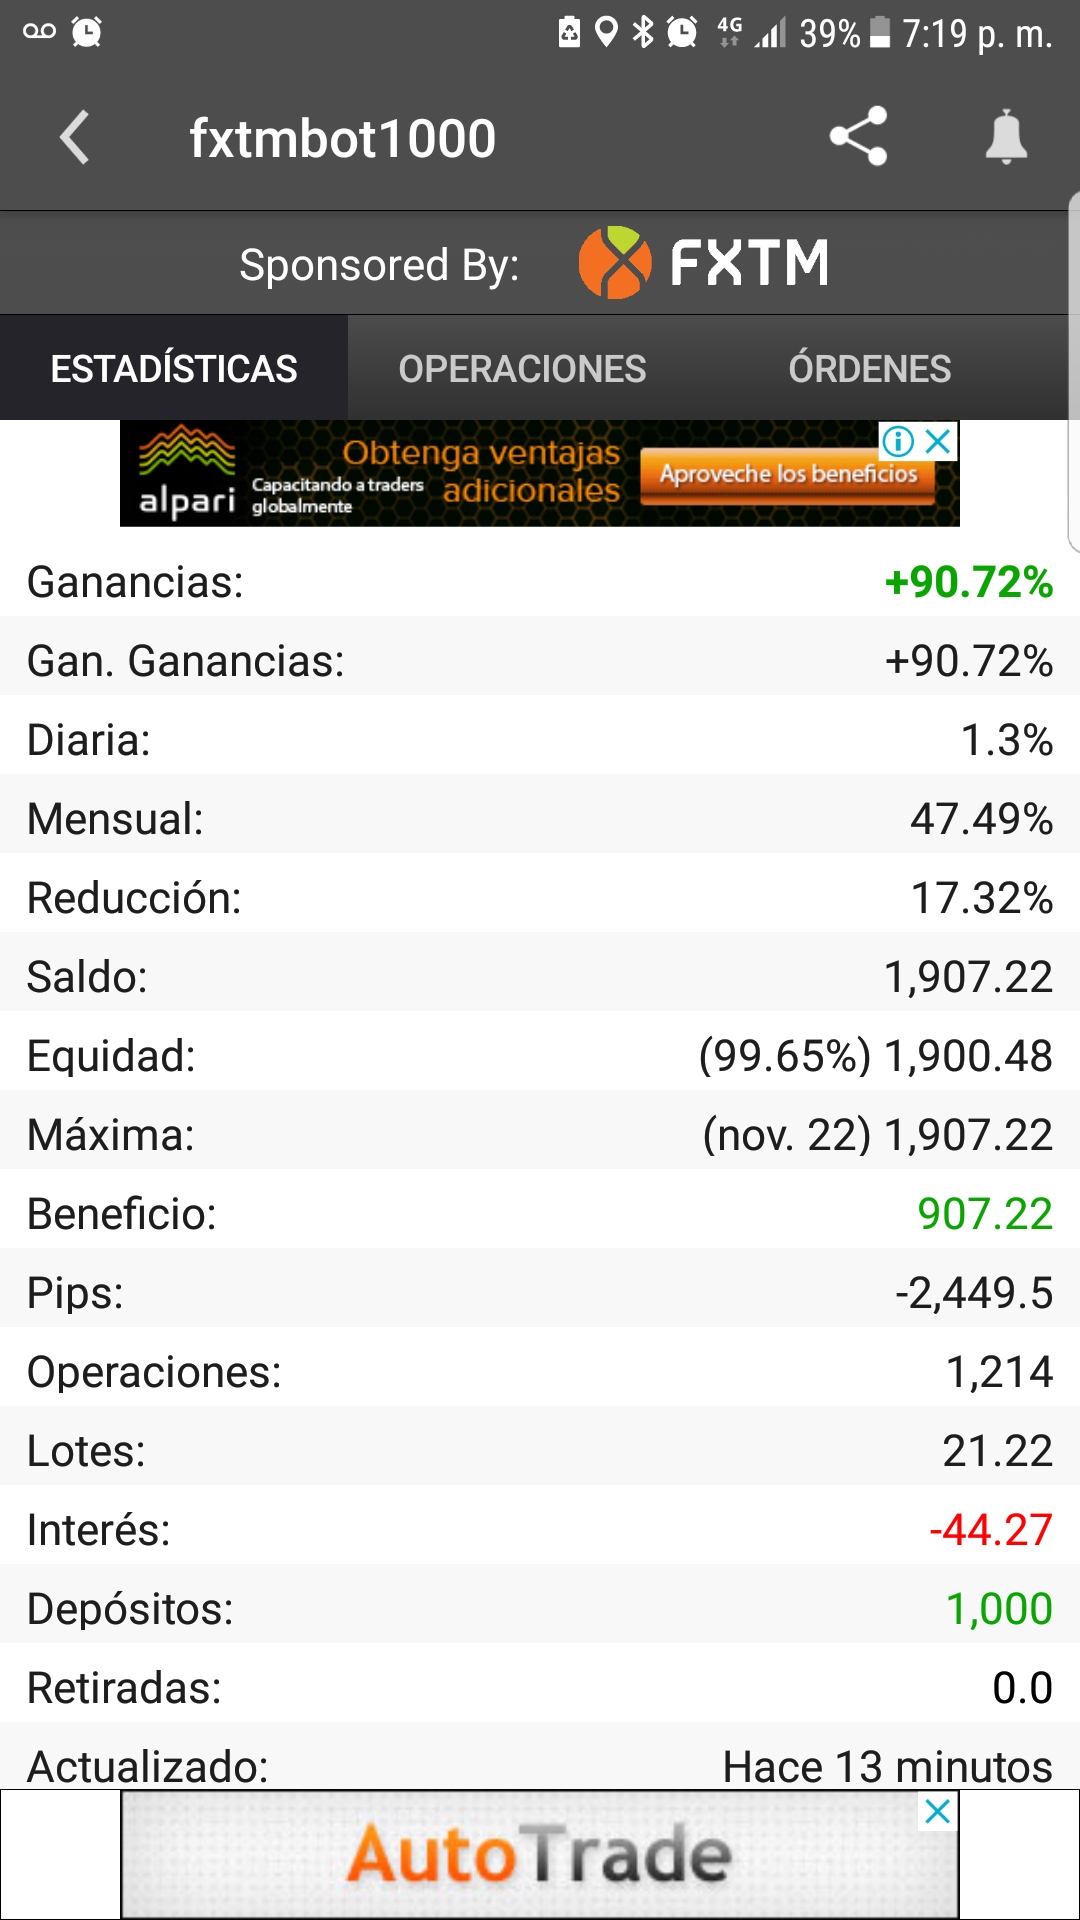 4G 39% 7:19 p. m.
fxtmbot1000
Sponsored By: FXTM
ESTADÍSTICAS OPERACIONES ÓRDENES
alpari Capacitando a traders globalmente Obtenga ventajas adicionales Aproveche los beneficios
Ganancias: +90.72%
Gan. Ganancias: +90.72%
Diaria: 1.3%
Mensual: 47.49%
Reducción: 17.32%
Saldo: 1,907.22
Equidad: (99.65%) 1,900.48
Máxima: (nov. 22) 1,907.22
Beneficio: 907.22
Pips: -2,449.5
Operaciones: 1,214
Lotes: 21.22
Interés: -44.27
Depósitos: 1,000
Retiradas: 0.0
Actualizado: Hace 13 minutos
AutoTrade